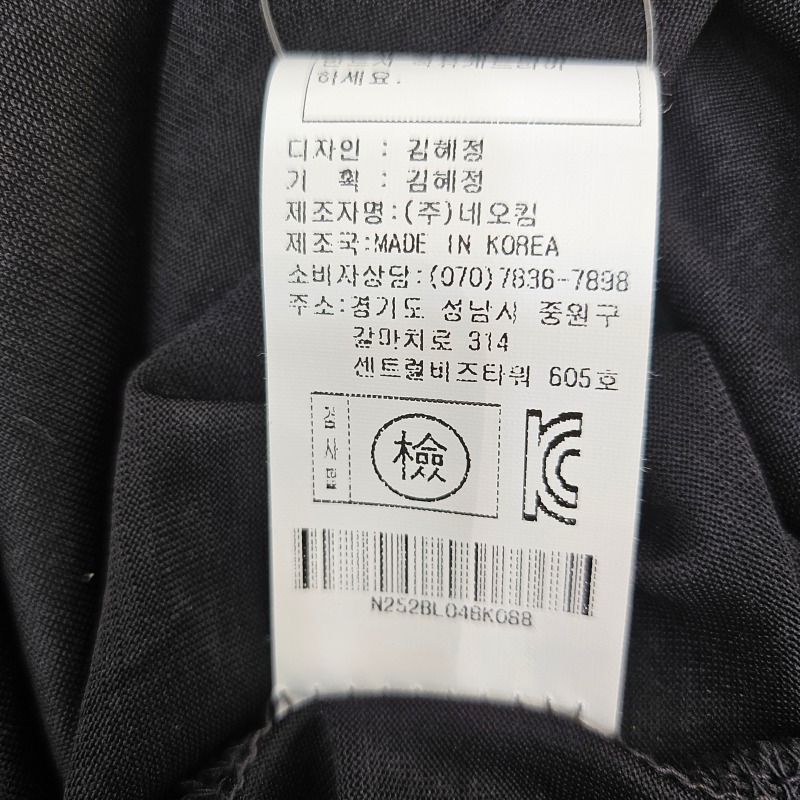 하세요.
디자인 : 김혜정
기 획 : 김혜정
제조자명:(주)네오킴
제조국:MADE IN KOREA
소비자상담:(070)7836-7898
주소:경기도 성남시 중원구
갈마치로 314
센트럴비즈타워 605호
검사필
檢
KC
N252BL048K088